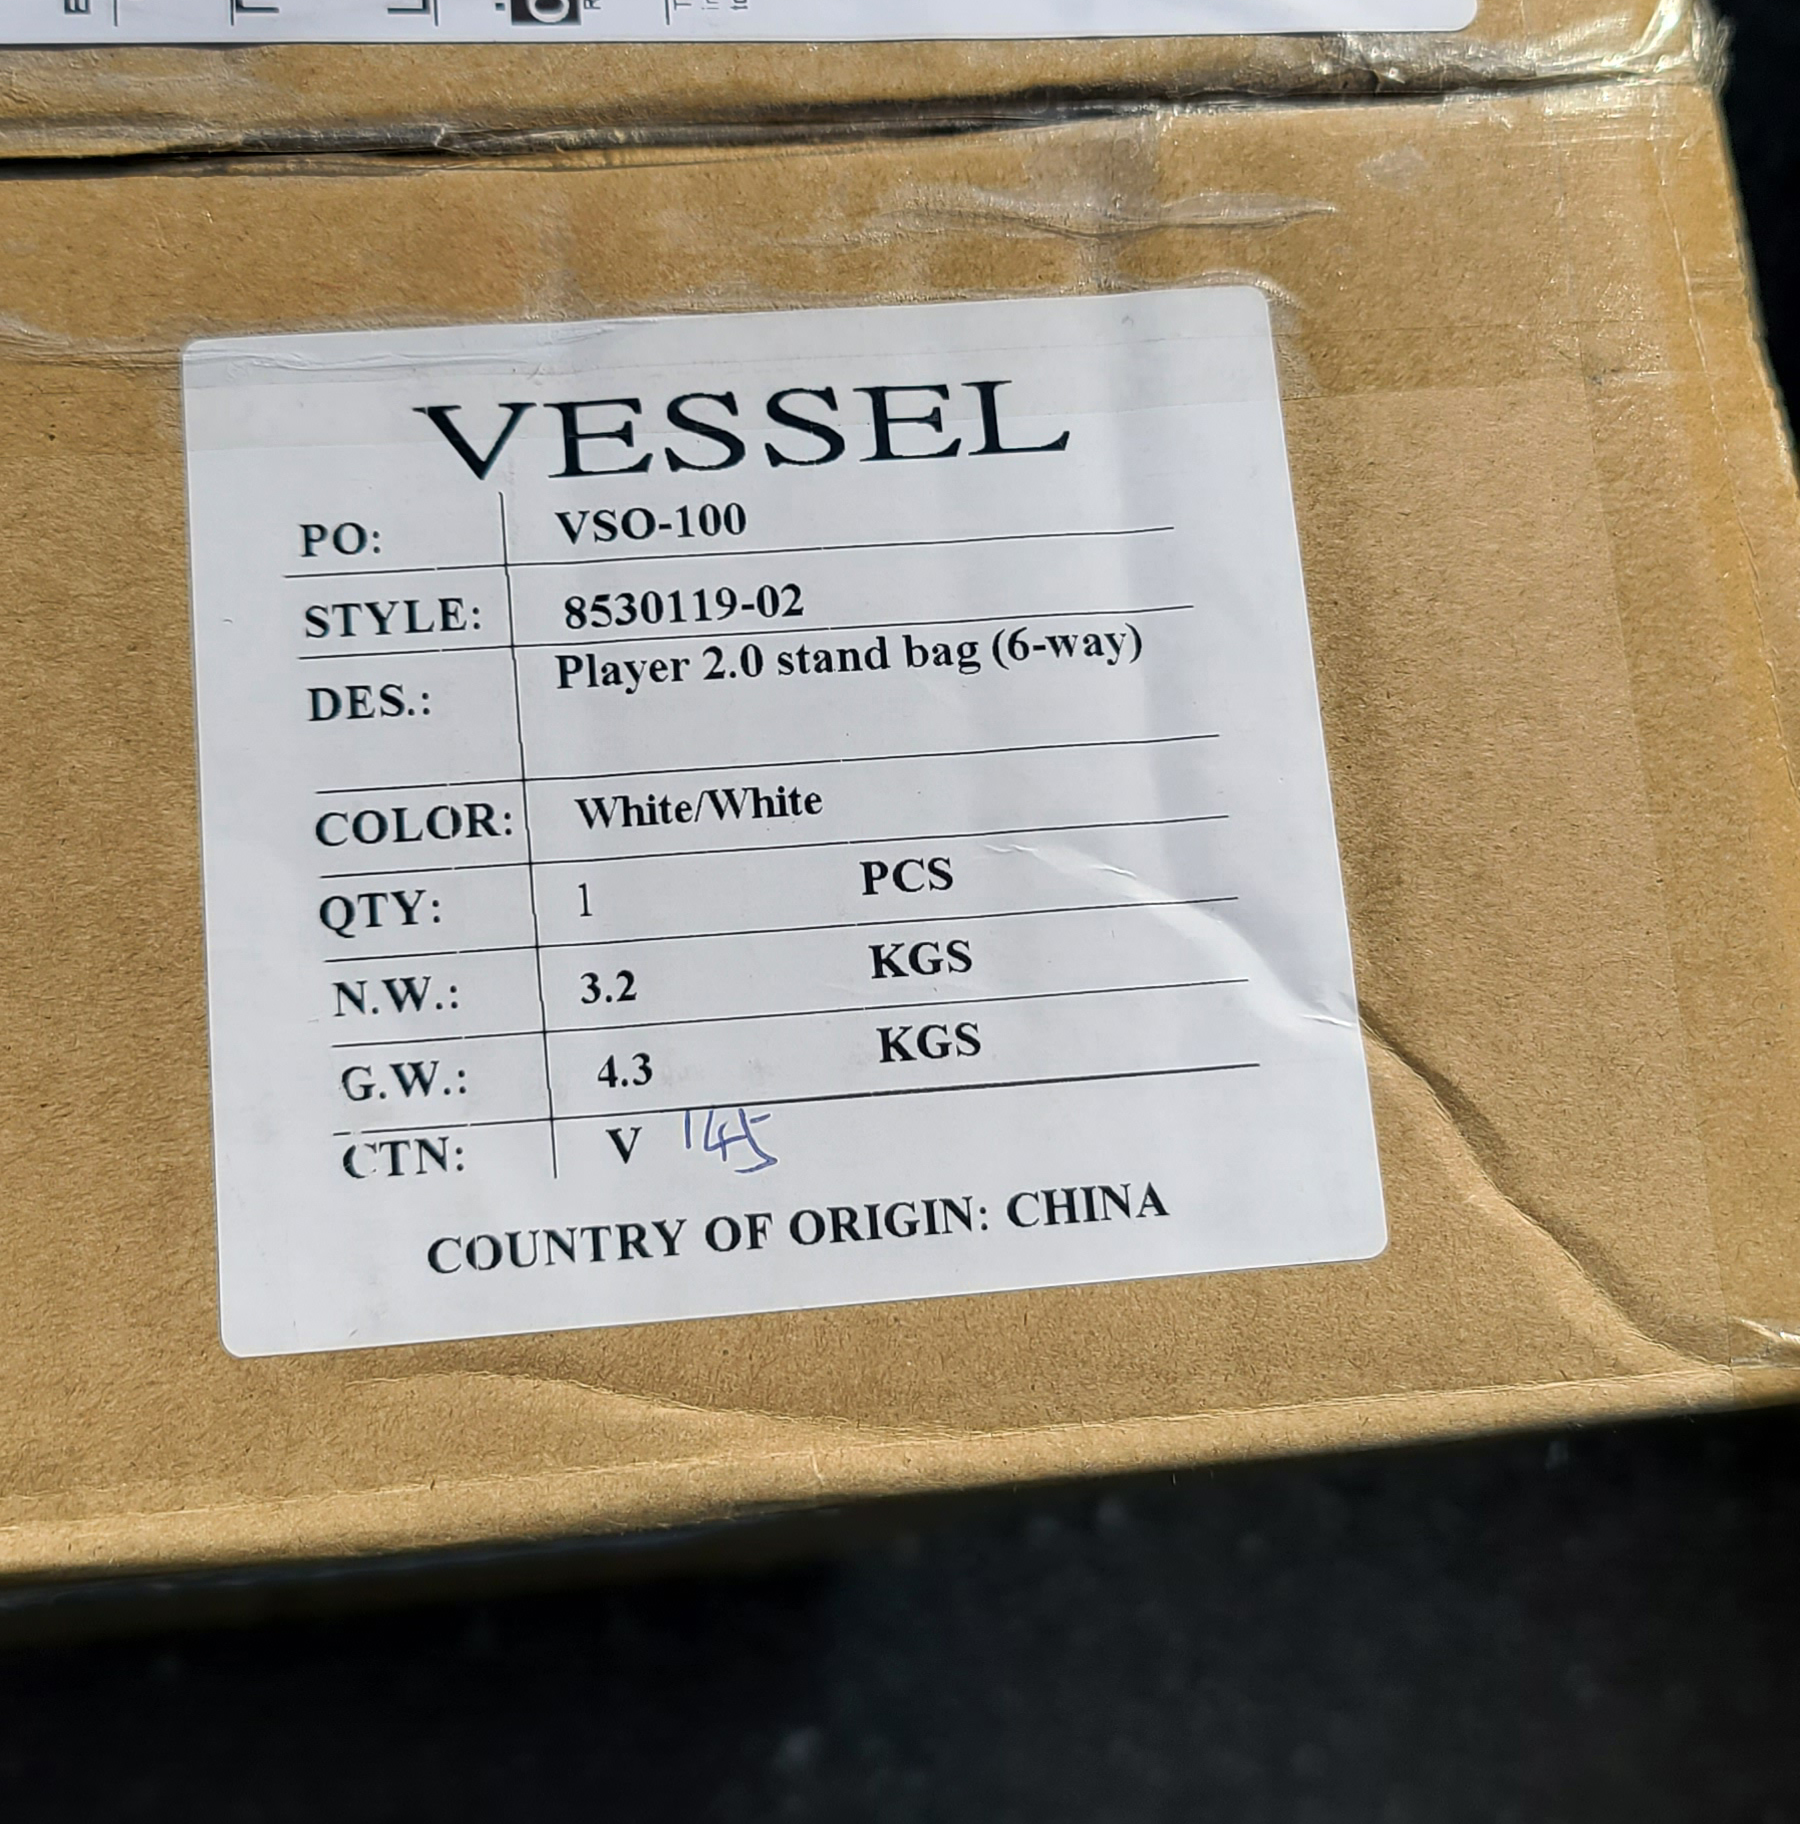 VESSEL
PO: VSO-100
STYLE: 8530119-02
DES.: Player 2.0 stand bag (6-way)
COLOR: White/White
QTY: 1 PCS
N.W.: 3.2 KGS
G.W.: 4.3 KGS
CTN: V 145
COUNTRY OF ORIGIN: CHINA